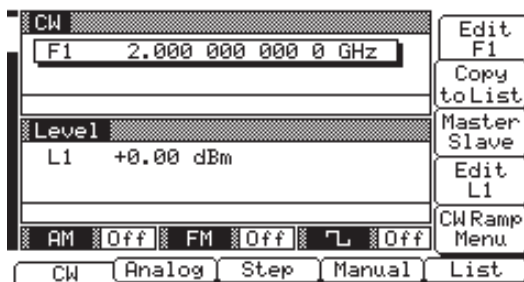 CW
F1 2.000 000 000 0 GHz
Level
L1 +0.00 dBm
AM Off FM Off Off
Edit F1
Copy to List
Master Slave
Edit L1
CW Ramp Menu
CW Analog Step Manual List